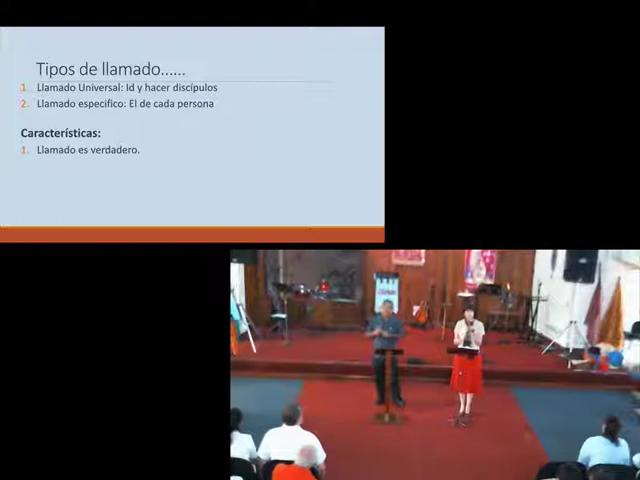 Tipos de llamado......
1. Llamado Universal: Id y hacer discípulos
2. Llamado especifico: El de cada persona
Características:
1. Llamado es verdadero.